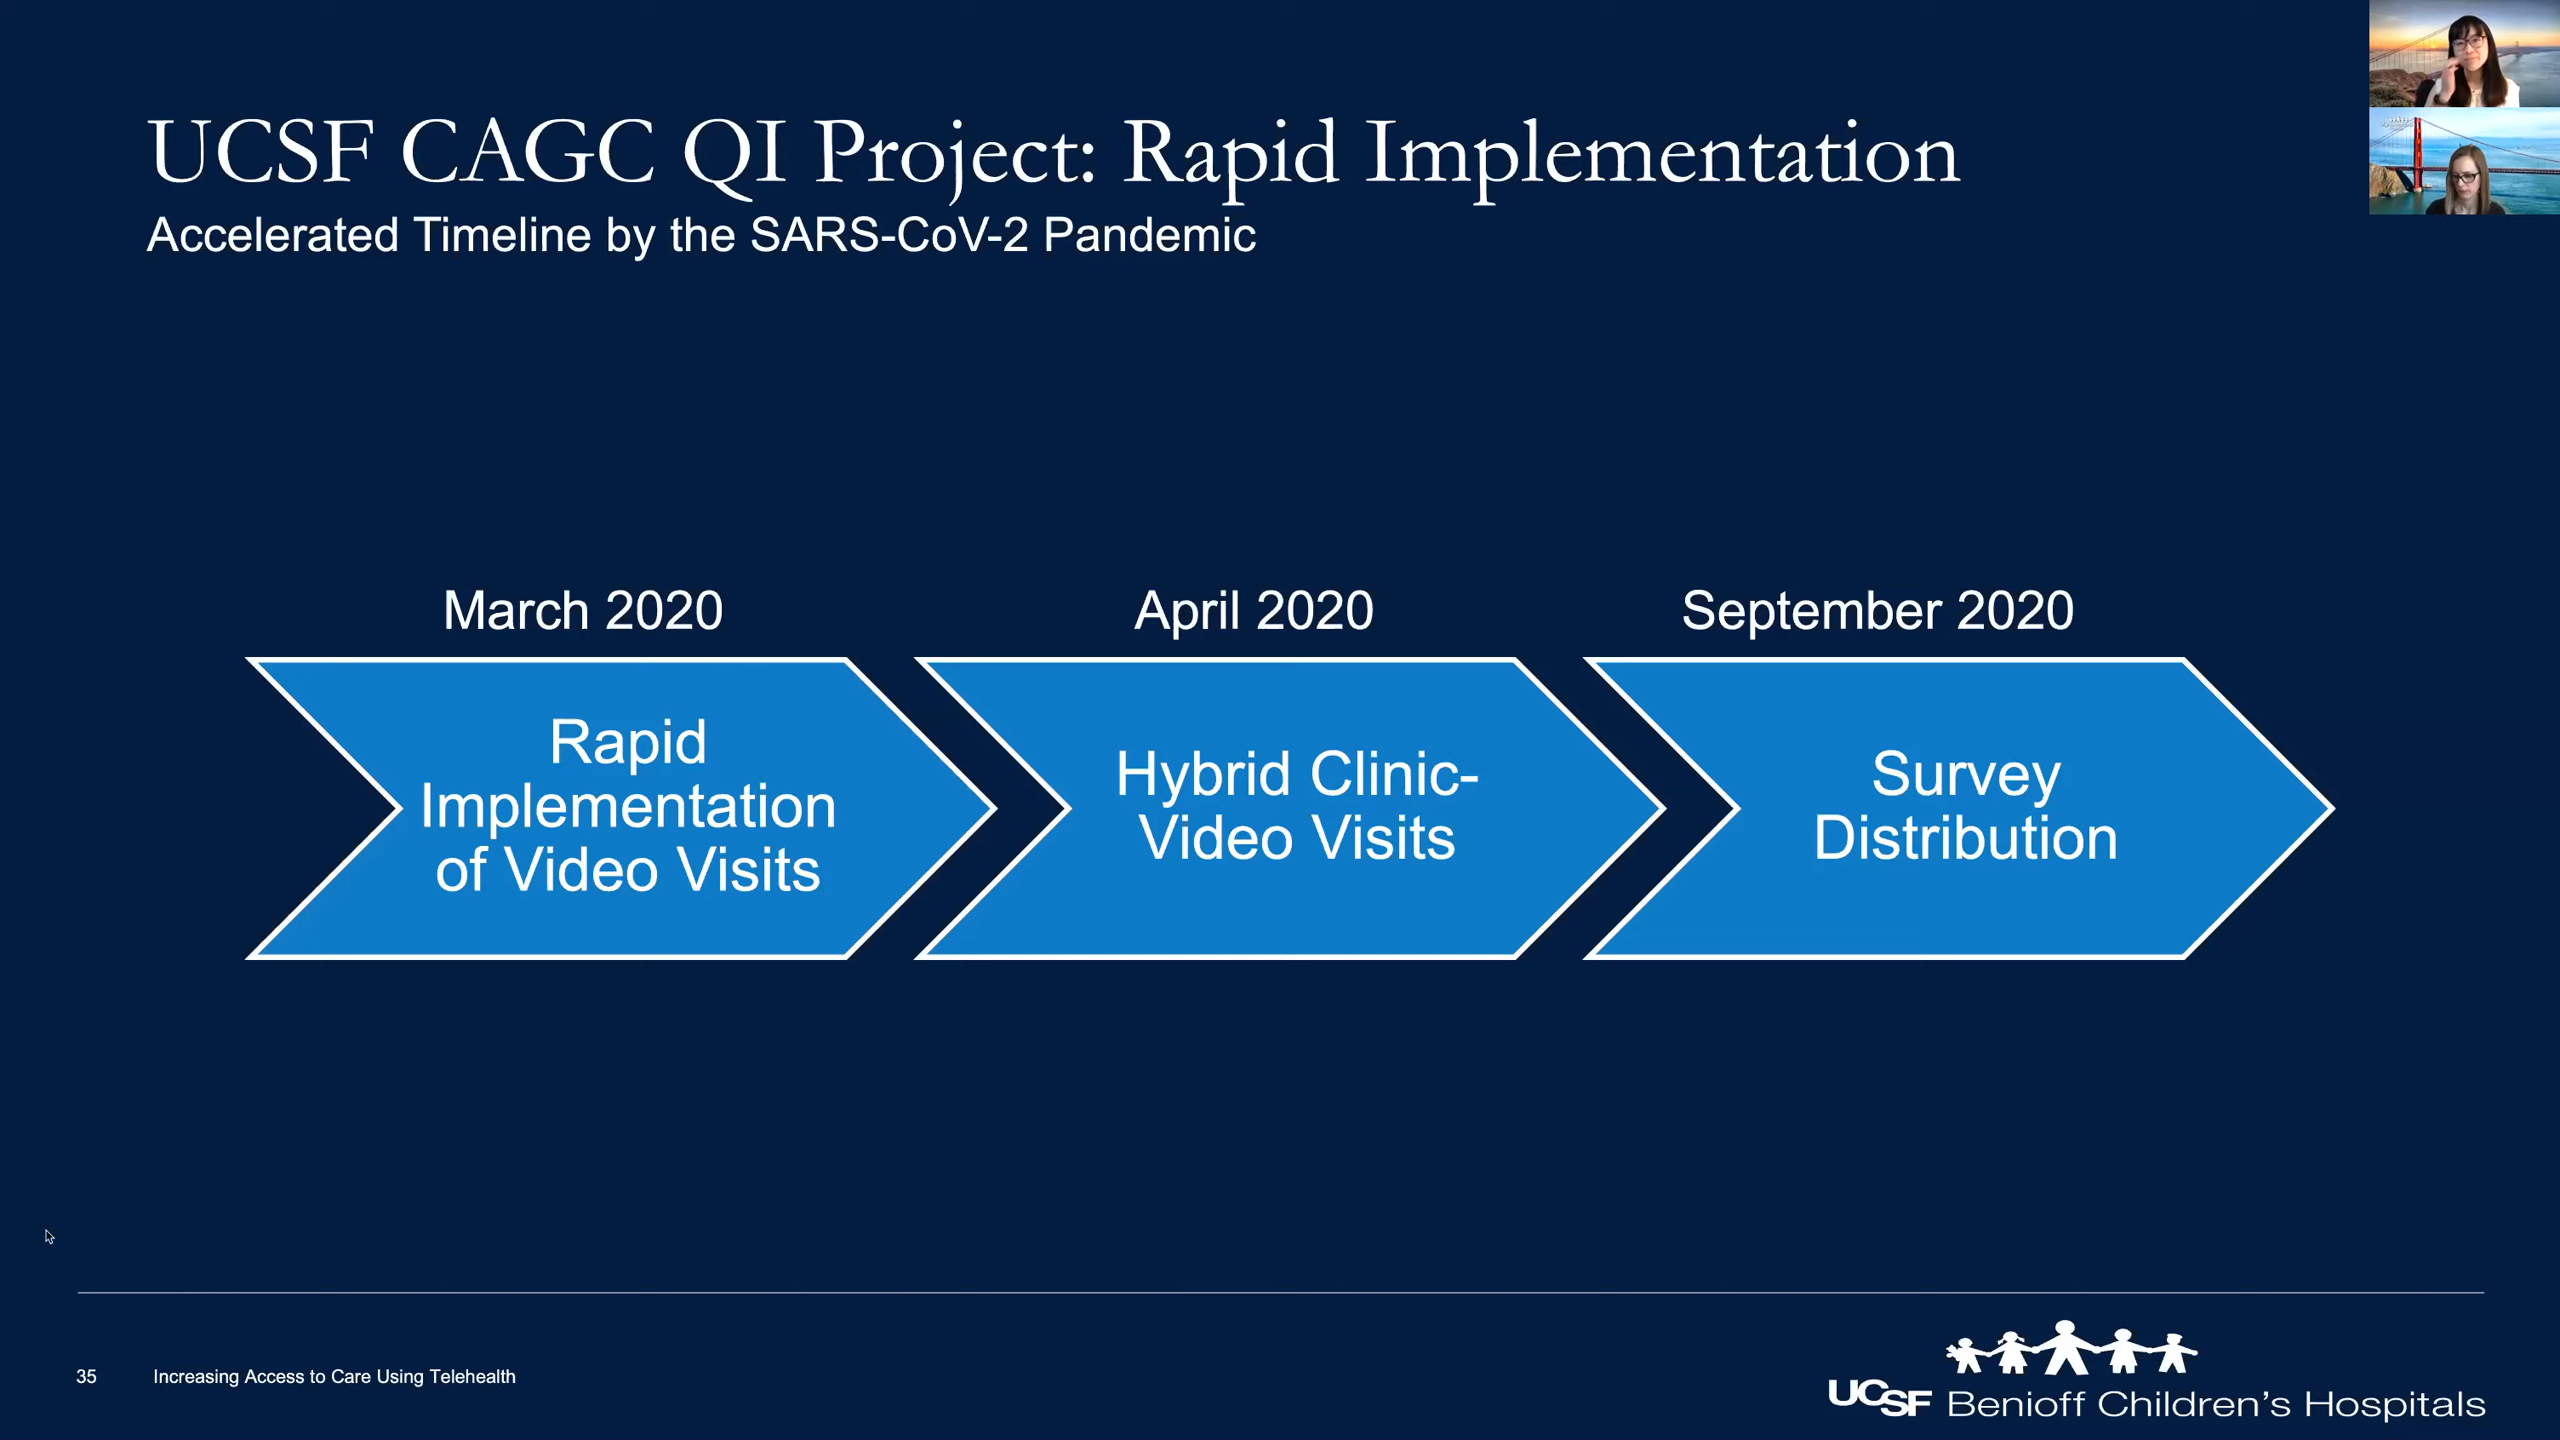 UCSF CAGC QI Project: Rapid Implementation
Accelerated Timeline by the SARS-CoV-2 Pandemic
March 2020
April 2020
September 2020
Rapid
Implementation
of Video Visits
Hybrid Clinic-
Video Visits
Survey
Distribution
35
Increasing Access to Care Using Telehealth
UCSF Benioff Children's Hospitals